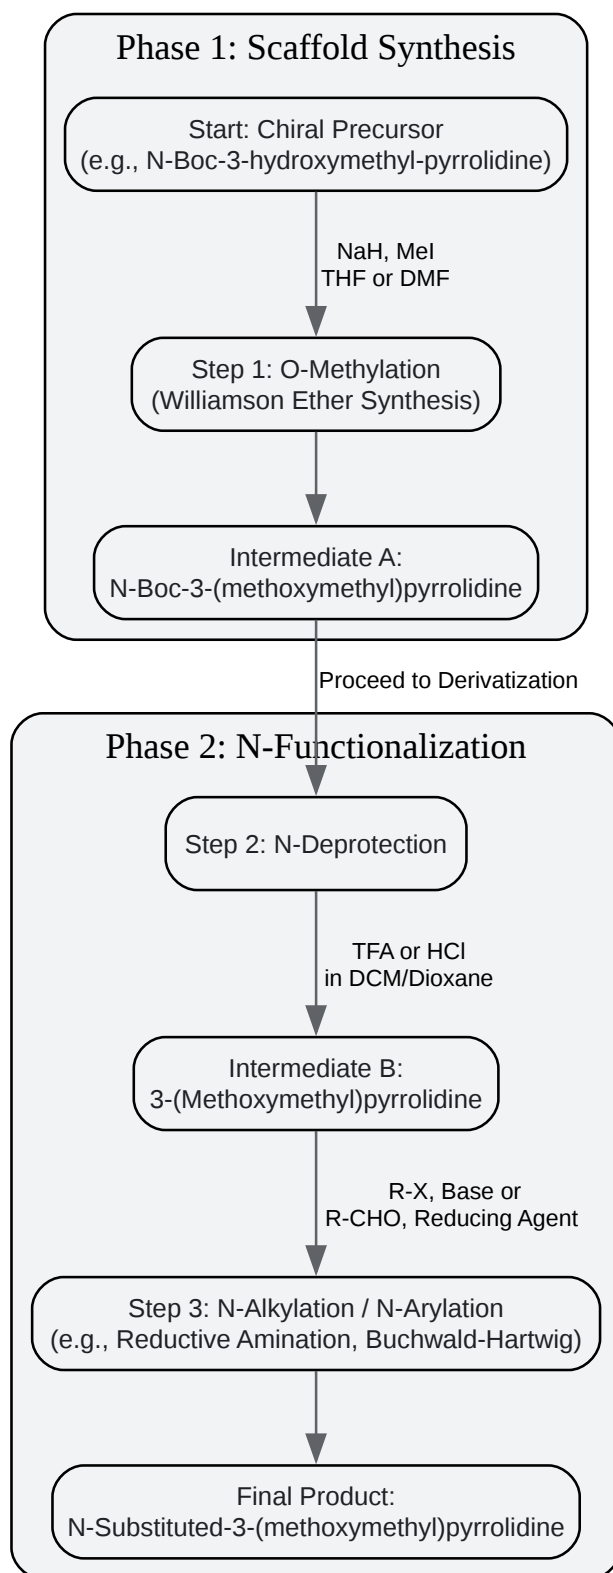 Phase 1: Scaffold Synthesis
Start: Chiral Precursor
(e.g., N-Boc-3-hydroxymethyl-pyrrolidine)
NaH, MeI
THF or DMF
Step 1: O-Methylation
(Williamson Ether Synthesis)
Intermediate A:
N-Boc-3-(methoxymethyl)pyrrolidine
Proceed to Derivatization
Phase 2: N-Functionalization
Step 2: N-Deprotection
TFA or HCl
in DCM/Dioxane
Intermediate B:
3-(Methoxymethyl)pyrrolidine
R-X, Base or
R-CHO, Reducing Agent
Step 3: N-Alkylation / N-Arylation
(e.g., Reductive Amination, Buchwald-Hartwig)
Final Product:
N-Substituted-3-(methoxymethyl)pyrrolidine